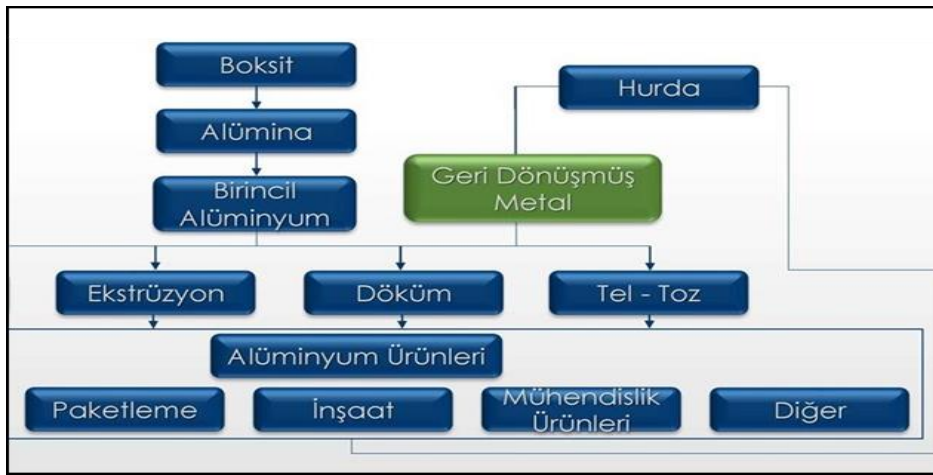 Boksit
Hurda
Alümina
Birincil
Alüminyum
Geri Dönüşmüş
Metal
Ekstrüzyon
Döküm
Tel - Toz
Alüminyum Ürünleri
Paketleme
İnşaat
Mühendislik
Ürünleri
Diğer